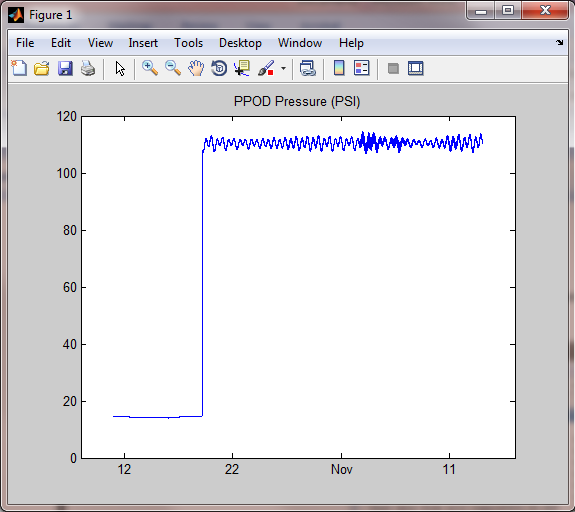 Figure 1
File Edit View Insert Tools Desktop Window Help
PPOD Pressure (PSI)
120
100
80
60
40
20
0
12 22 Nov 11